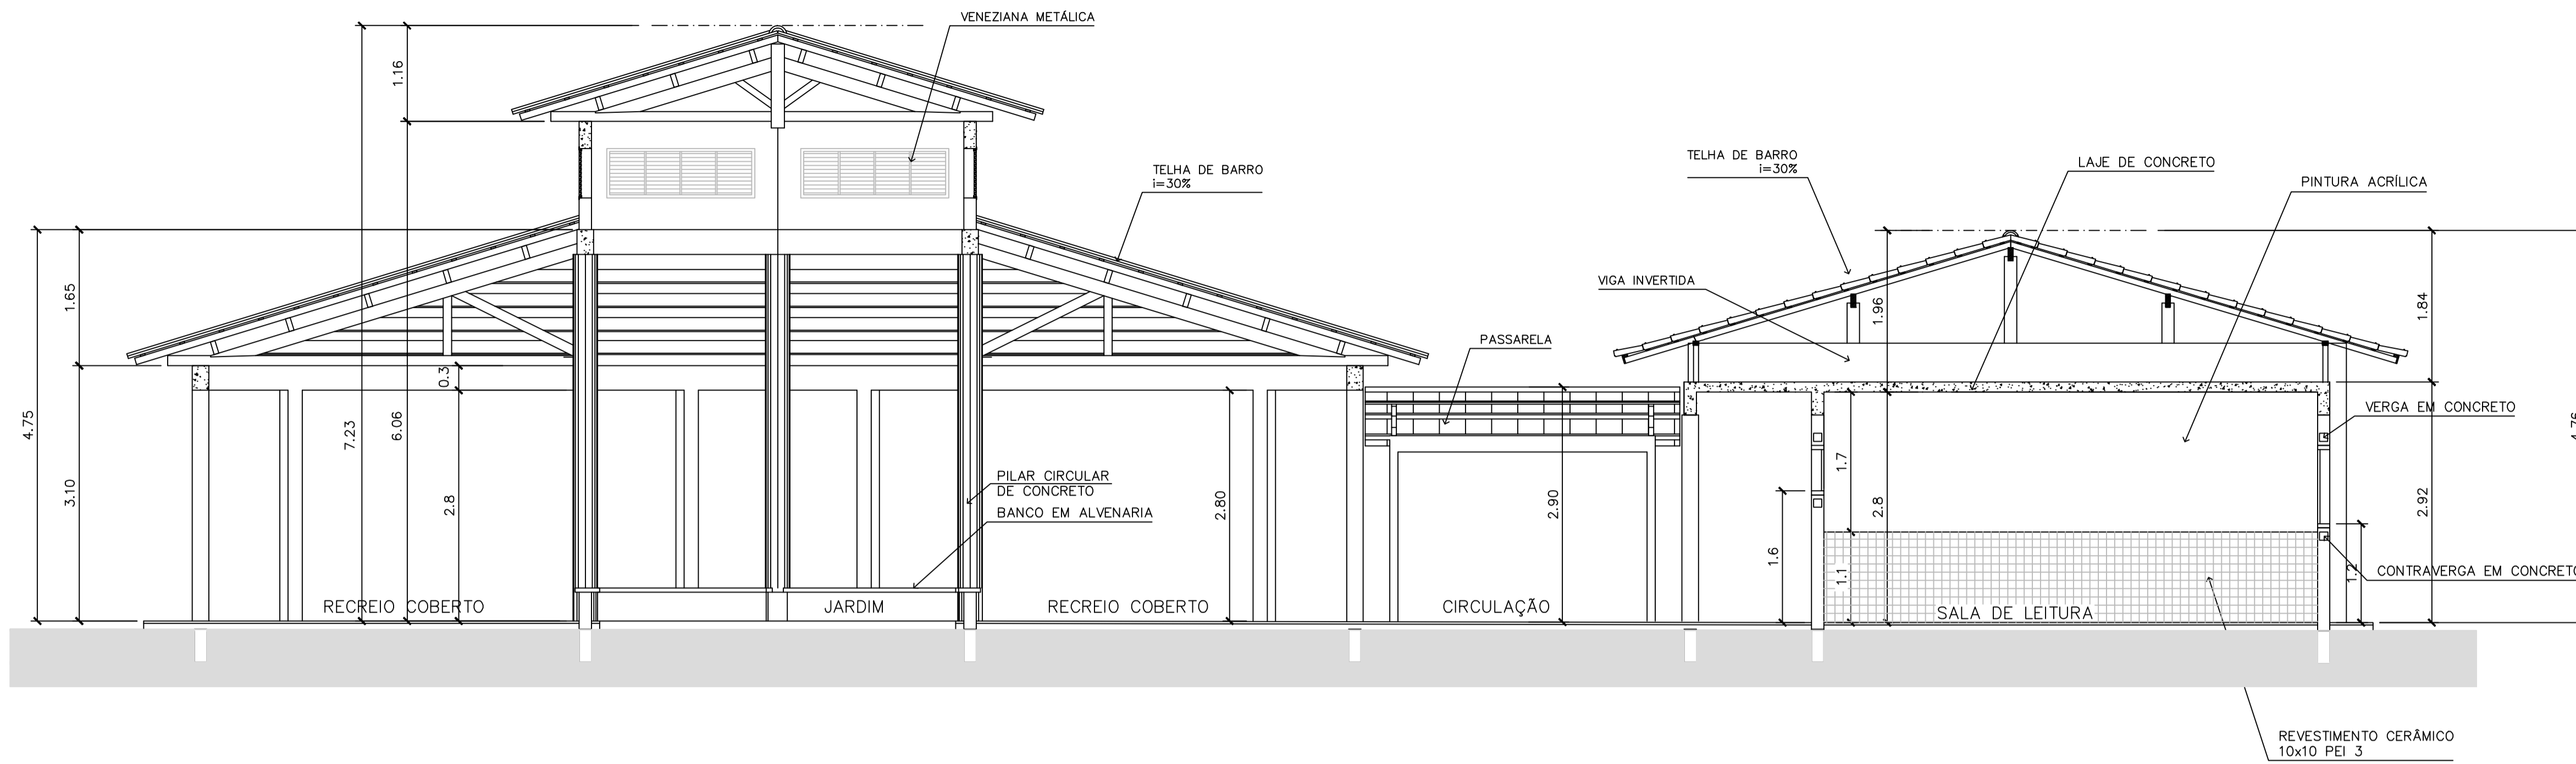 VENEZIANA METÁLICA
1.16
TELHA DE BARRO
i=30%
TELHA DE BARRO
i=30%
LAJE DE CONCRETO
PINTURA ACRÍLICA
1.65
VIGA INVERTIDA
1.96
1.84
PASSARELA
0.3
4.75
7.23
6.06
VERGA EM CONCRETO
PILAR CIRCULAR
DE CONCRETO
BANCO EM ALVENARIA
3.10
2.8
2.80
2.90
1.7
2.8
2.92
1.6
1.1
1.2
CONTRAVERGA EM CONCRETO
RECREIO COBERTO
JARDIM
RECREIO COBERTO
CIRCULAÇÃO
SALA DE LEITURA
REVESTIMENTO CERÂMICO
10x10 PEI 3